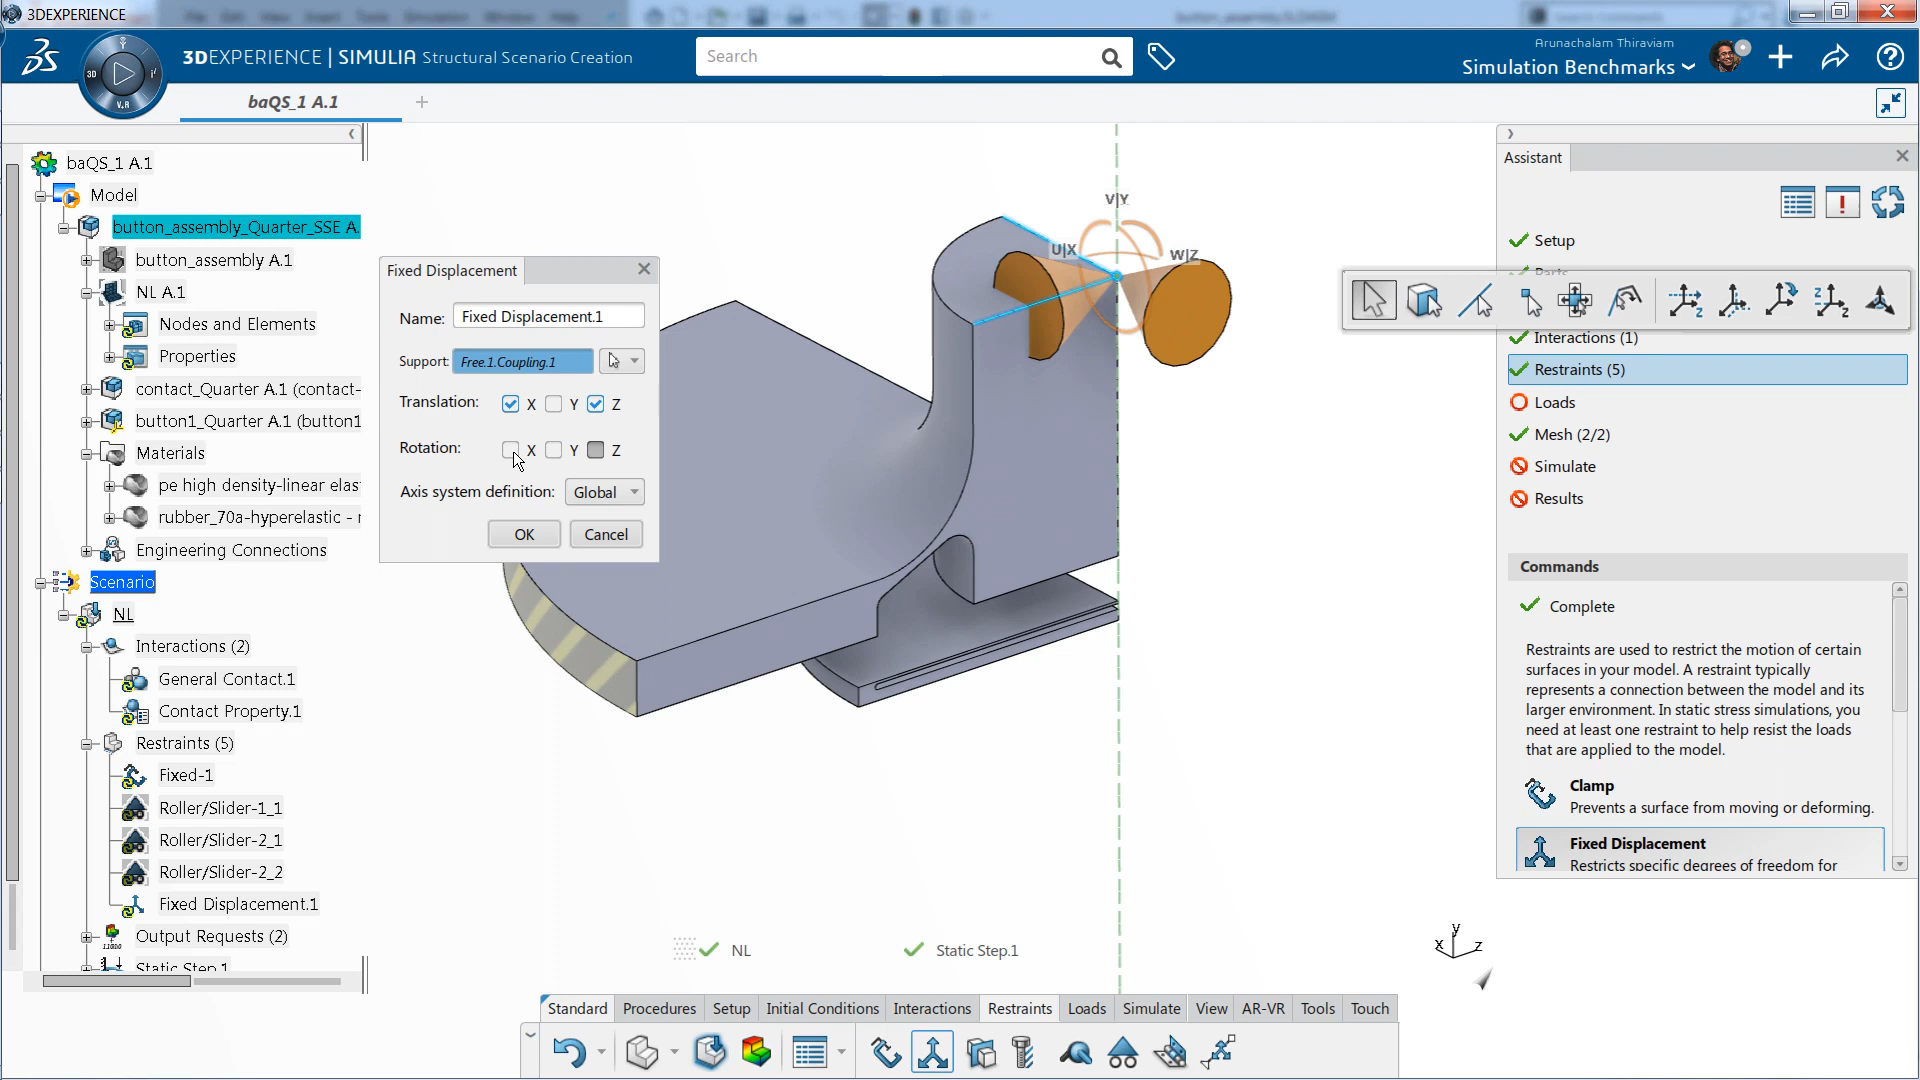 3DEXPERIENCE
button_assembly.SLDASM
3DEXPERIENCE | SIMULIA Structural Scenario Creation
Search
Arunachalam Thiraviam
Simulation Benchmarks
3D
V.R
baQS_1 A.1
baQS_1 A.1
Model
button_assembly_Quarter_SSE A.
button_assembly A.1
NL A.1
Nodes and Elements
Properties
contact_Quarter A.1 (contact-
button1_Quarter A.1 (button1
Materials
pe high density-linear elas
rubber_70a-hyperelastic - r
Engineering Connections
Scenario
NL
Interactions (2)
General Contact.1
Contact Property.1
Restraints (5)
Fixed-1
Roller/Slider-1_1
Roller/Slider-2_1
Roller/Slider-2_2
Fixed Displacement.1
Output Requests (2)
Static Step.1
Fixed Displacement
Name: Fixed Displacement.1
Support: Free.1.Coupling.1
Translation: X Y Z
Rotation: X Y Z
Axis system definition: Global
OK Cancel
V|Y
U|X
W|Z
Assistant
Setup
Parts
Interactions (1)
Restraints (5)
Loads
Mesh (2/2)
Simulate
Results
Commands
Complete
Restraints are used to restrict the motion of certain
surfaces in your model. A restraint typically
represents a connection between the model and its
larger environment. In static stress simulations, you
need at least one restraint to help resist the loads
that are applied to the model.
Clamp
Prevents a surface from moving or deforming.
Fixed Displacement
Restricts specific degrees of freedom for
y
x z
NL
Static Step.1
Standard Procedures Setup Initial Conditions Interactions Restraints Loads Simulate View AR-VR Tools Touch